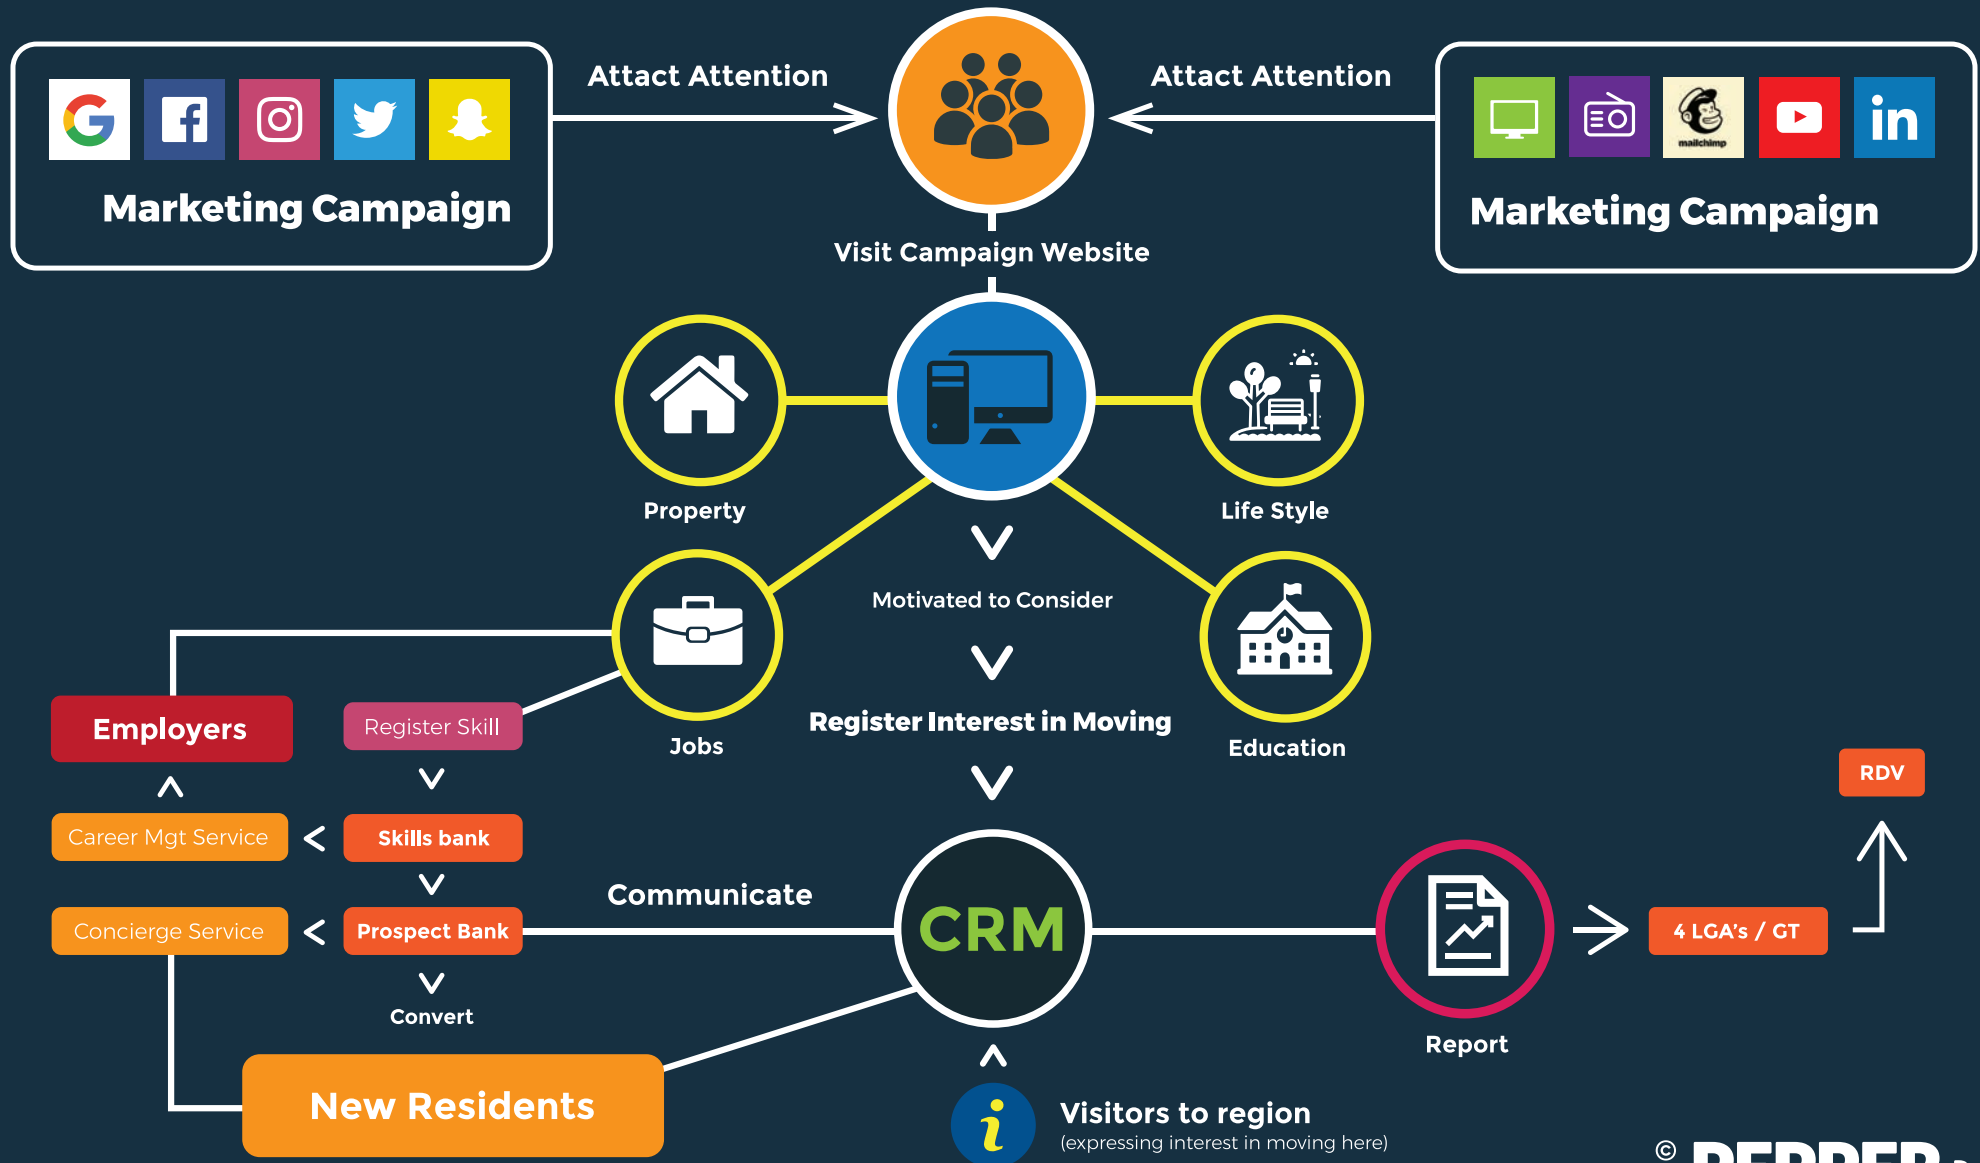 Attact Attention
Attact Attention
mailchimp
in
Marketing Campaign
Marketing Campaign
Visit Campaign Website
Property
Life Style
Motivated to Consider
Register Interest in Moving
Jobs
Education
Employers
Register Skill
RDV
Career Mgt Service
Skills bank
Communicate
CRM
Concierge Service
Prospect Bank
4 LGA's / GT
Convert
Report
New Residents
i
Visitors to region
(expressing interest in moving here)
©
PEPPER